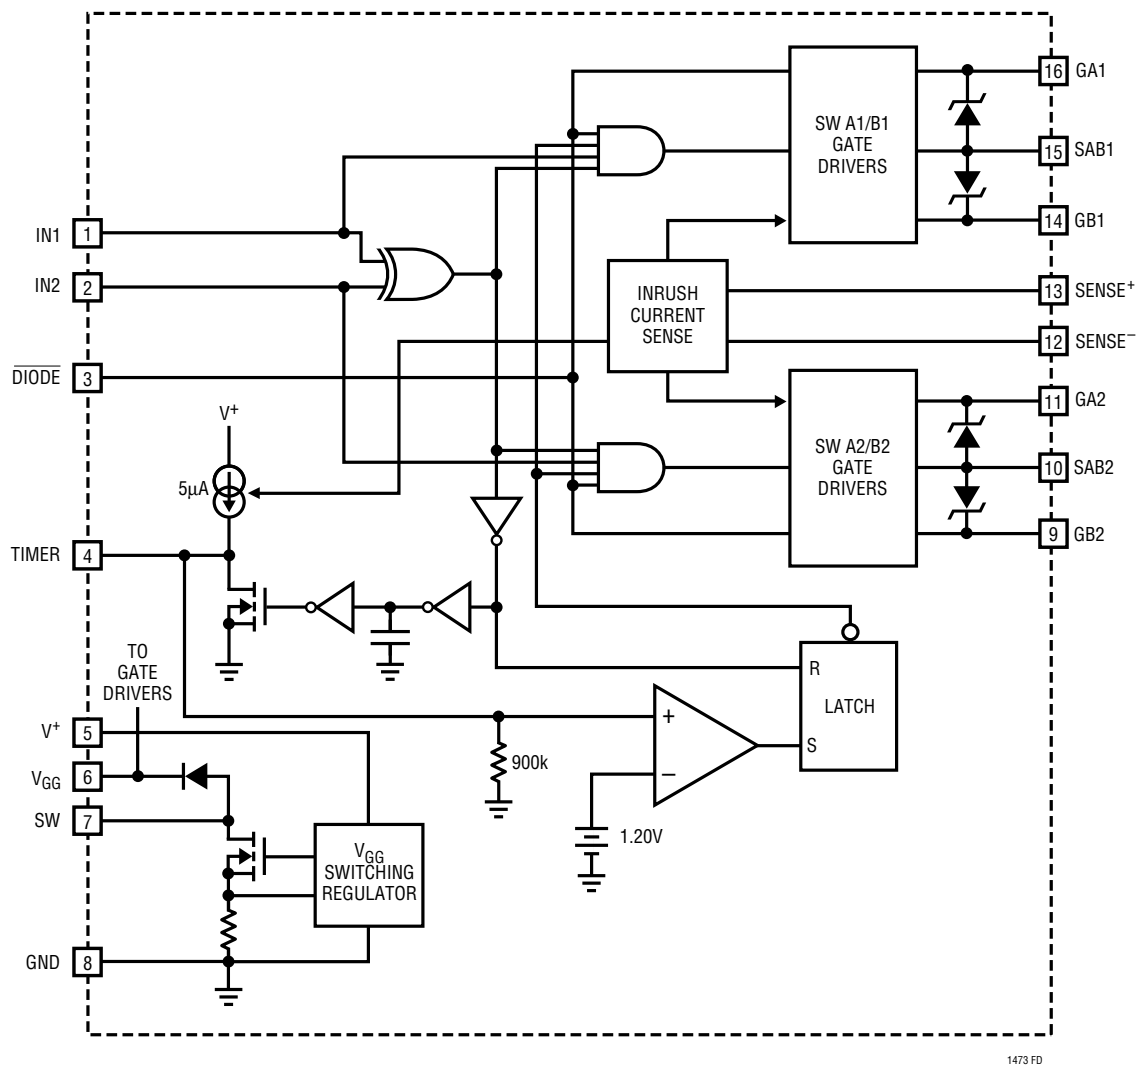 IN1
1
IN2
2
DIODE
3
V+
5µA
TIMER
4
TO
GATE
DRIVERS
V+
5
VGG
6
SW
7
GND
8
VGG
SWITCHING
REGULATOR
900k
1.20V
+
–
R
LATCH
S
INRUSH
CURRENT
SENSE
SW A1/B1
GATE
DRIVERS
SW A2/B2
GATE
DRIVERS
16 GA1
15 SAB1
14 GB1
13 SENSE+
12 SENSE–
11 GA2
10 SAB2
9 GB2
1473 FD